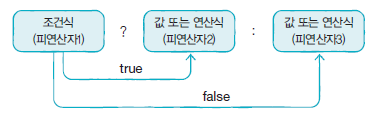 조건식
(피연산자1)
?
값 또는 연산식
(피연산자2)
:
값 또는 연산식
(피연산자3)
true
false